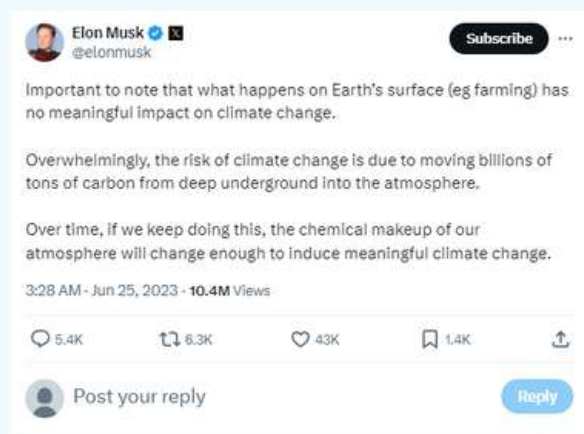 Elon Musk X
Subscribe
@elonmusk
Important to note that what happens on Earth's surface (eg farming) has
no meaningful impact on climate change.
Overwhelmingly, the risk of climate change is due to moving billions of
tons of carbon from deep underground into the atmosphere.
Over time, if we keep doing this, the chemical makeup of our
atmosphere will change enough to induce meaningful climate change.
3:28 AM - Jun 25, 2023 - 10.4M Views
5.4K 6.3K 43K 1.4K
Post your reply
Reply